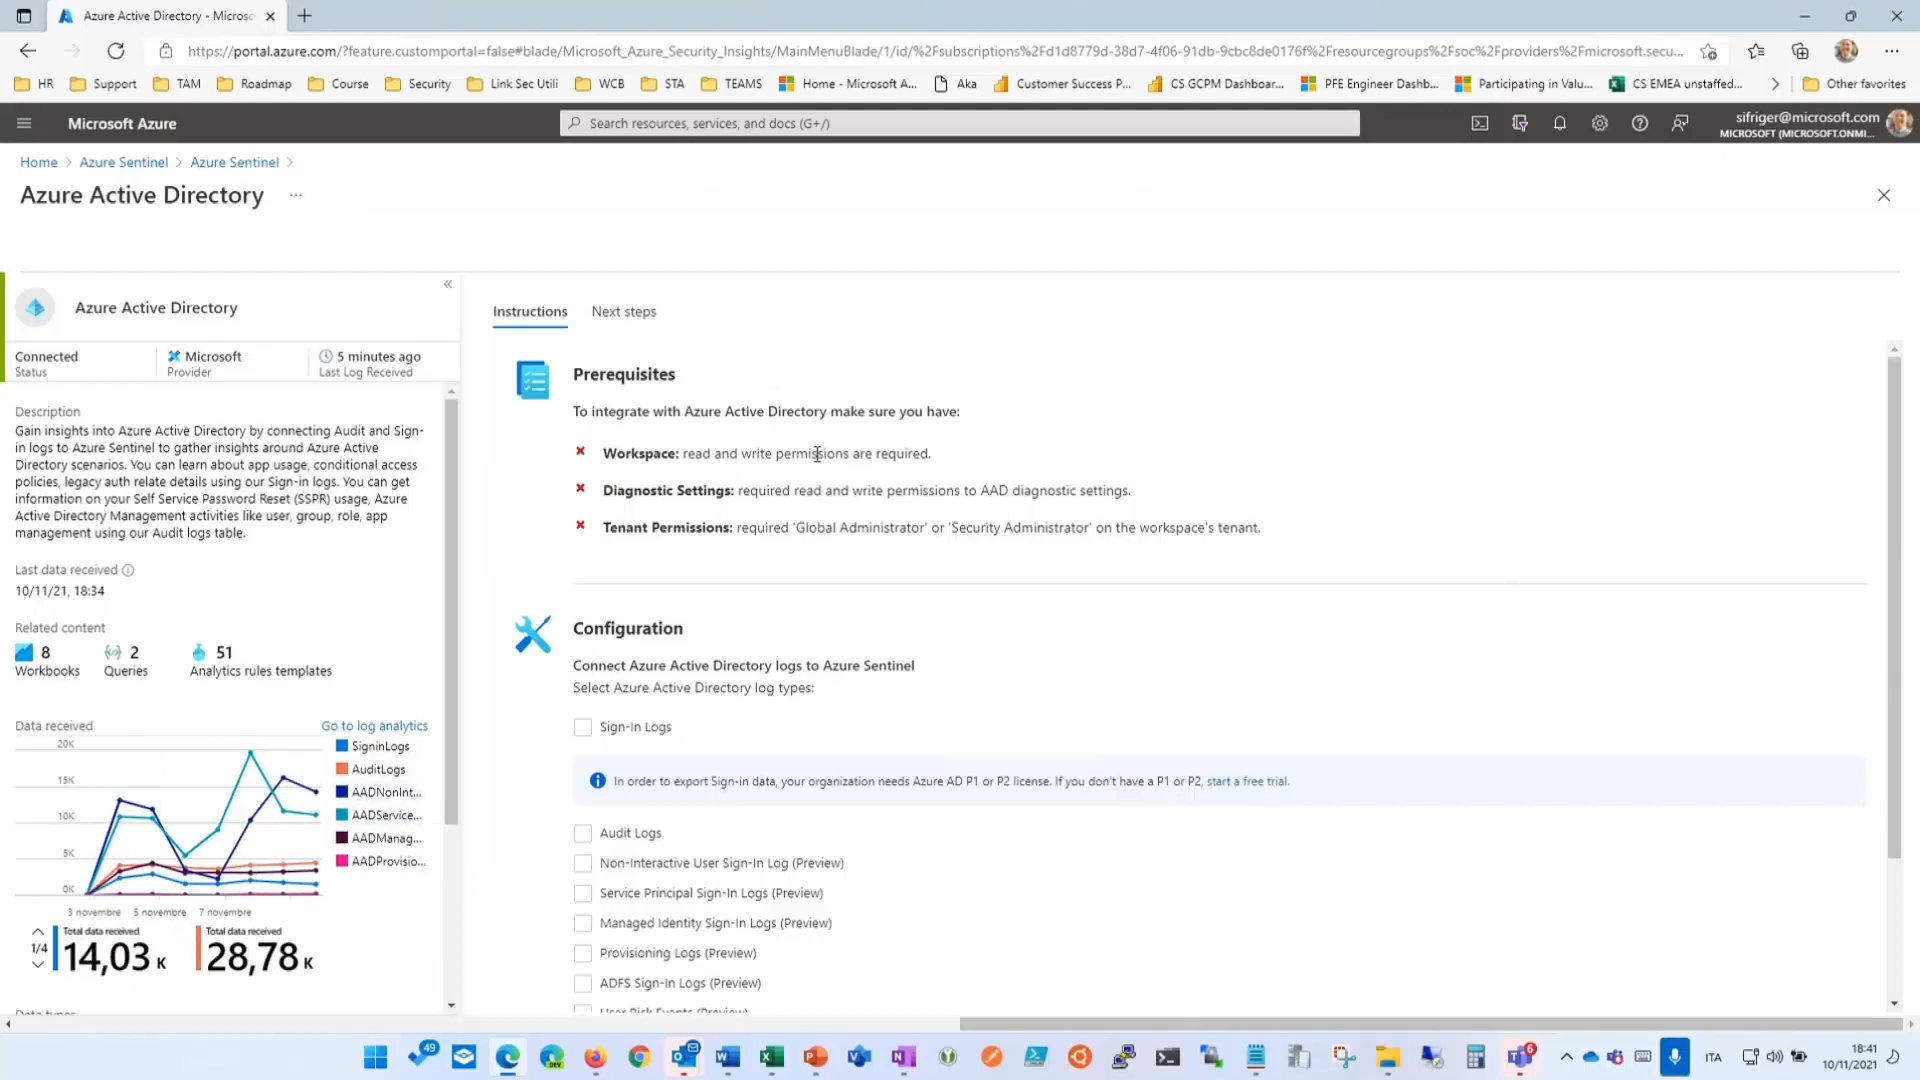 Azure Active Directory - Microso
https://portal.azure.com/?feature.customportal=false#blade/Microsoft_Azure_Security_Insights/MainMenuBlade/1/id/%2Fsubscriptions%2Fd1d8779d-38d7-4f06-91db-9cbc8de0176f%2Fresourcegroups%2Fsoc%2Fproviders%2Fmicrosoft.secu...
HR Support TAM Roadmap Course Security Link Sec Utili WCB STA TEAMS Home - Microsoft A... Aka Customer Success P... CS GCPM Dashboar... PFE Engineer Dashb... Participating in Valu... CS EMEA unstaffed... Other favorites
Microsoft Azure
Search resources, services, and docs (G+/)
sifriger@microsoft.com
MICROSOFT (MICROSOFT.ONMI...
Home > Azure Sentinel > Azure Sentinel >
Azure Active Directory ...
Azure Active Directory
Connected
Status
Microsoft
Provider
5 minutes ago
Last Log Received
Description
Gain insights into Azure Active Directory by connecting Audit and Sign-
in logs to Azure Sentinel to gather insights around Azure Active
Directory scenarios. You can learn about app usage, conditional access
policies, legacy auth relate details using our Sign-in logs. You can get
information on your Self Service Password Reset (SSPR) usage, Azure
Active Directory Management activities like user, group, role, app
management using our Audit logs table.
Last data received
10/11/21, 18:34
Related content
8
Workbooks
2
Queries
51
Analytics rules templates
Data received
Go to log analytics
20K
15K
10K
5K
0K
3 novembre 5 novembre 7 novembre
SigninLogs
AuditLogs
AADNonInt...
AADService...
AADManag...
AADProvisio...
1/4
Total data received
14,03 K
Total data received
28,78 K
Data types
Instructions
Next steps
Prerequisites
To integrate with Azure Active Directory make sure you have:
Workspace: read and write permissions are required.
Diagnostic Settings: required read and write permissions to AAD diagnostic settings.
Tenant Permissions: required 'Global Administrator' or 'Security Administrator' on the workspace's tenant.
Configuration
Connect Azure Active Directory logs to Azure Sentinel
Select Azure Active Directory log types:
Sign-In Logs
In order to export Sign-in data, your organization needs Azure AD P1 or P2 license. If you don't have a P1 or P2, start a free trial.
Audit Logs
Non-Interactive User Sign-In Log (Preview)
Service Principal Sign-In Logs (Preview)
Managed Identity Sign-In Logs (Preview)
Provisioning Logs (Preview)
ADFS Sign-In Logs (Preview)
User Risk Events (Preview)
49
DEV
6
ITA
18:41
10/11/2021